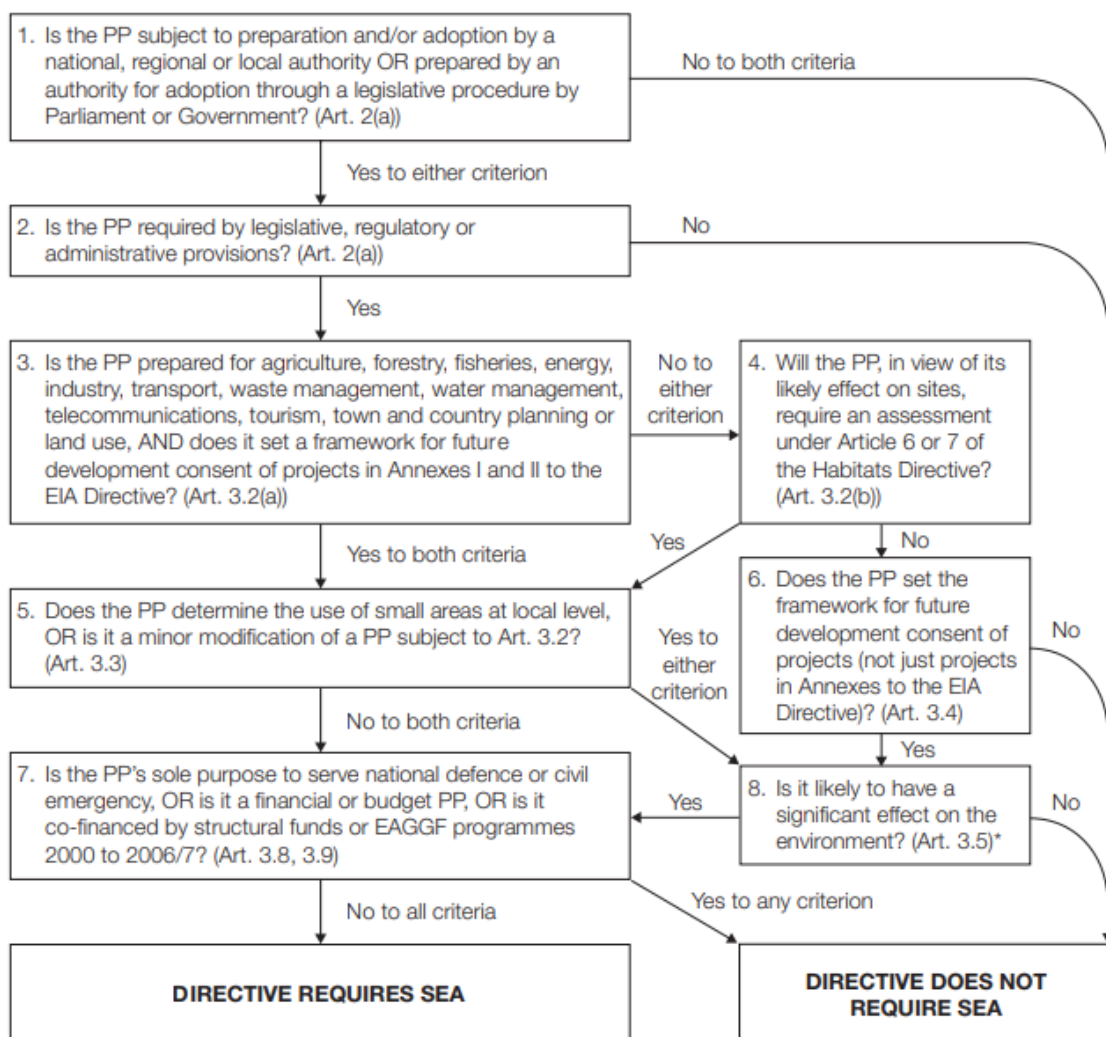 1. Is the PP subject to preparation and/or adoption by a
national, regional or local authority OR prepared by an
authority for adoption through a legislative procedure by
Parliament or Government? (Art. 2(a))
No to both criteria
Yes to either criterion
2. Is the PP required by legislative, regulatory or
administrative provisions? (Art. 2(a))
No
Yes
3. Is the PP prepared for agriculture, forestry, fisheries, energy,
industry, transport, waste management, water management,
telecommunications, tourism, town and country planning or
land use, AND does it set a framework for future
development consent of projects in Annexes I and II to the
EIA Directive? (Art. 3.2(a))
No to
either
criterion
4. Will the PP, in view of its
likely effect on sites,
require an assessment
under Article 6 or 7 of
the Habitats Directive?
(Art. 3.2(b))
Yes to both criteria
Yes
No
5. Does the PP determine the use of small areas at local level,
OR is it a minor modification of a PP subject to Art. 3.2?
(Art. 3.3)
Yes to
either
criterion
6. Does the PP set the
framework for future
development consent of
projects (not just projects
in Annexes to the EIA
Directive)? (Art. 3.4)
No
No to both criteria
Yes
7. Is the PP's sole purpose to serve national defence or civil
emergency, OR is it a financial or budget PP, OR is it
co-financed by structural funds or EAGGF programmes
2000 to 2006/7? (Art. 3.8, 3.9)
Yes
8. Is it likely to have a
significant effect on the
environment? (Art. 3.5)*
No
No to all criteria
Yes to any criterion
DIRECTIVE REQUIRES SEA
DIRECTIVE DOES NOT
REQUIRE SEA